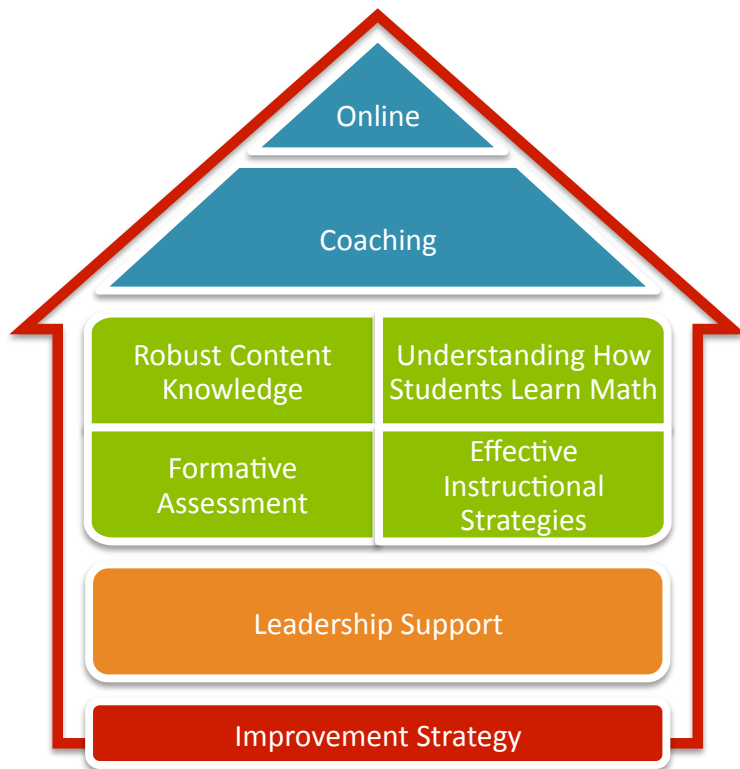 Online
Coaching
Robust Content
Knowledge
Understanding How
Students Learn Math
Formative
Assessment
Effective
Instructional
Strategies
Leadership Support
Improvement Strategy